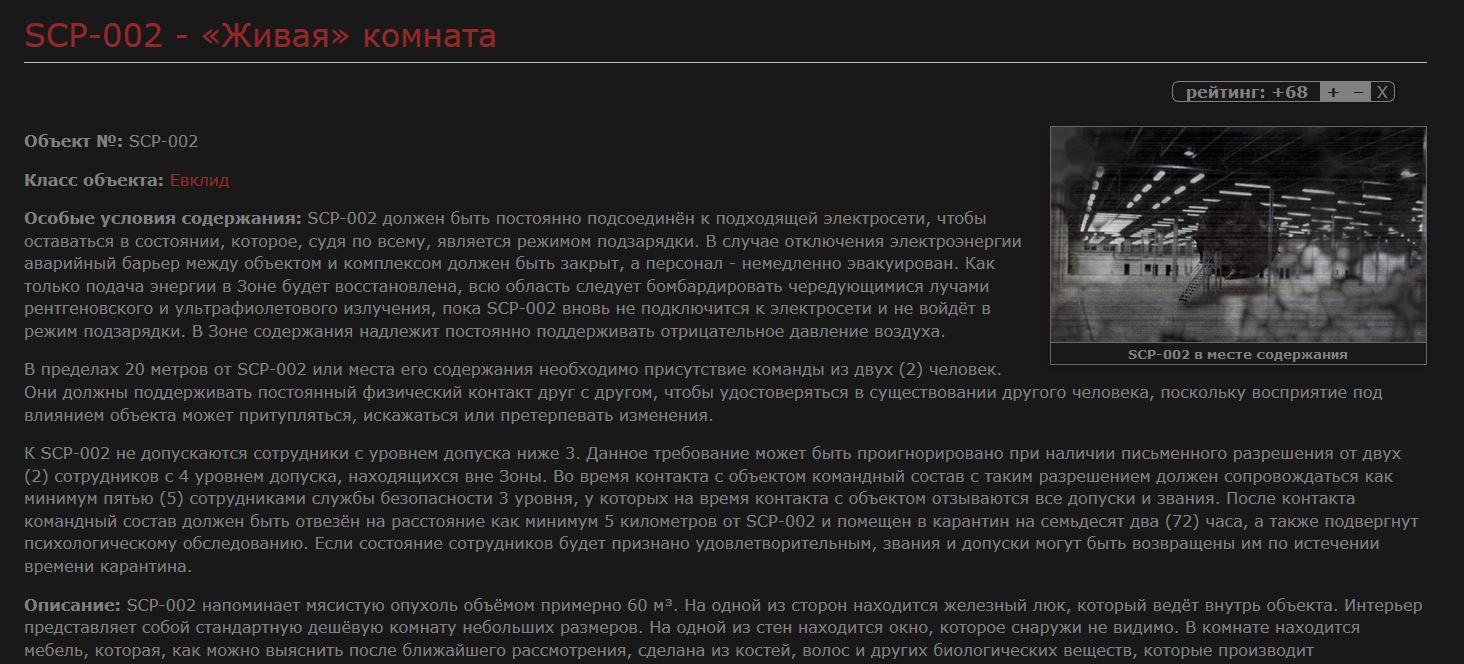 SCP-002 - «Живая» комната
рейтинг: +68 + − X
Объект №: SCP-002
Класс объекта: Евклид
Особые условия содержания: SCP-002 должен быть постоянно подсоединён к подходящей электросети, чтобы
оставаться в состоянии, которое, судя по всему, является режимом подзарядки. В случае отключения электроэнергии
аварийный барьер между объектом и комплексом должен быть закрыт, а персонал - немедленно эвакуирован. Как
только подача энергии в Зоне будет восстановлена, всю область следует бомбардировать чередующимися лучами
рентгеновского и ультрафиолетового излучения, пока SCP-002 вновь не подключится к электросети и не войдёт в
режим подзарядки. В Зоне содержания надлежит постоянно поддерживать отрицательное давление воздуха.
SCP-002 в месте содержания
В пределах 20 метров от SCP-002 или места его содержания необходимо присутствие команды из двух (2) человек.
Они должны поддерживать постоянный физический контакт друг с другом, чтобы удостоверяться в существовании другого человека, поскольку восприятие под
влиянием объекта может притупляться, искажаться или претерпевать изменения.
К SCP-002 не допускаются сотрудники с уровнем допуска ниже 3. Данное требование может быть проигнорировано при наличии письменного разрешения от двух
(2) сотрудников с 4 уровнем допуска, находящихся вне Зоны. Во время контакта с объектом командный состав с таким разрешением должен сопровождаться как
минимум пятью (5) сотрудниками службы безопасности 3 уровня, у которых на время контакта с объектом отзываются все допуски и звания. После контакта
командный состав должен быть отвезён на расстояние как минимум 5 километров от SCP-002 и помещен в карантин на семьдесят два (72) часа, а также подвергнут
психологическому обследованию. Если состояние сотрудников будет признано удовлетворительным, звания и допуски могут быть возвращены им по истечении
времени карантина.
Описание: SCP-002 напоминает мясистую опухоль объёмом примерно 60 м³. На одной из сторон находится железный люк, который ведёт внутрь объекта. Интерьер
представляет собой стандартную дешёвую комнату небольших размеров. На одной из стен находится окно, которое снаружи не видимо. В комнате находится
мебель, которая, как можно выяснить после ближайшего рассмотрения, сделана из костей, волос и других биологических веществ, которые производит